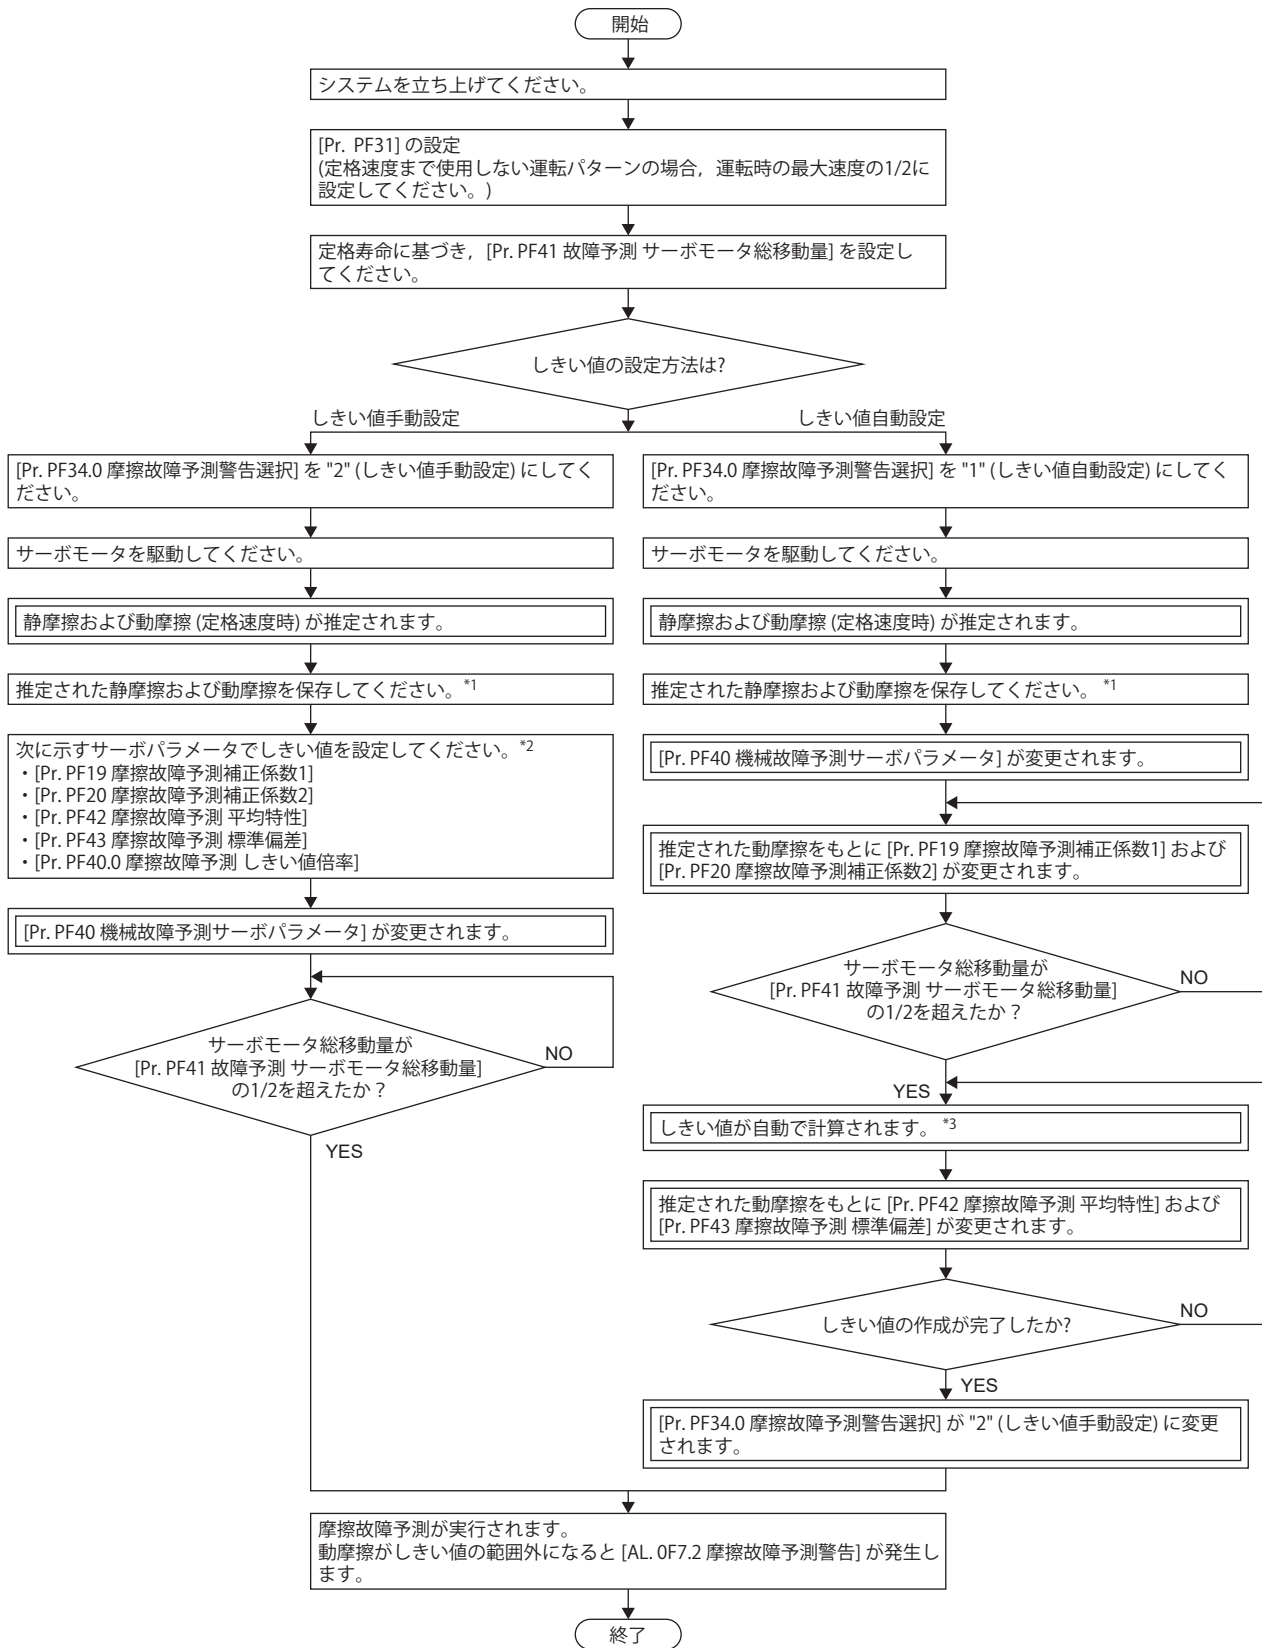 開始
システムを立ち上げてください。
[Pr. PF31] の設定
(定格速度まで使用しない運転パターンの場合，運転時の最大速度の1/2に
設定してください。)
定格寿命に基づき，[Pr. PF41 故障予測 サーボモータ総移動量] を設定し
てください。
しきい値の設定方法は?
しきい値手動設定
しきい値自動設定
[Pr. PF34.0 摩擦故障予測警告選択] を "2" (しきい値手動設定) にしてく
ださい。
サーボモータを駆動してください。
静摩擦および動摩擦 (定格速度時) が推定されます。
推定された静摩擦および動摩擦を保存してください。*1
次に示すサーボパラメータでしきい値を設定してください。*2
・[Pr. PF19 摩擦故障予測補正係数1]
・[Pr. PF20 摩擦故障予測補正係数2]
・[Pr. PF42 摩擦故障予測 平均特性]
・[Pr. PF43 摩擦故障予測 標準偏差]
・[Pr. PF40.0 摩擦故障予測 しきい値倍率]
[Pr. PF40 機械故障予測サーボパラメータ] が変更されます。
サーボモータ総移動量が
[Pr. PF41 故障予測 サーボモータ総移動量]
の1/2を超えたか？
NO
YES
[Pr. PF34.0 摩擦故障予測警告選択] を "1" (しきい値自動設定) にしてく
ださい。
サーボモータを駆動してください。
静摩擦および動摩擦 (定格速度時) が推定されます。
推定された静摩擦および動摩擦を保存してください。 *1
[Pr. PF40 機械故障予測サーボパラメータ] が変更されます。
推定された動摩擦をもとに [Pr. PF19 摩擦故障予測補正係数1] および
[Pr. PF20 摩擦故障予測補正係数2] が変更されます。
サーボモータ総移動量が
[Pr. PF41 故障予測 サーボモータ総移動量]
の1/2を超えたか？
NO
YES
しきい値が自動で計算されます。 *3
推定された動摩擦をもとに [Pr. PF42 摩擦故障予測 平均特性] および
[Pr. PF43 摩擦故障予測 標準偏差] が変更されます。
しきい値の作成が完了したか?
NO
YES
[Pr. PF34.0 摩擦故障予測警告選択] が "2" (しきい値手動設定) に変更
されます。
摩擦故障予測が実行されます。
動摩擦がしきい値の範囲外になると [AL. 0F7.2 摩擦故障予測警告] が発生し
ます。
終了